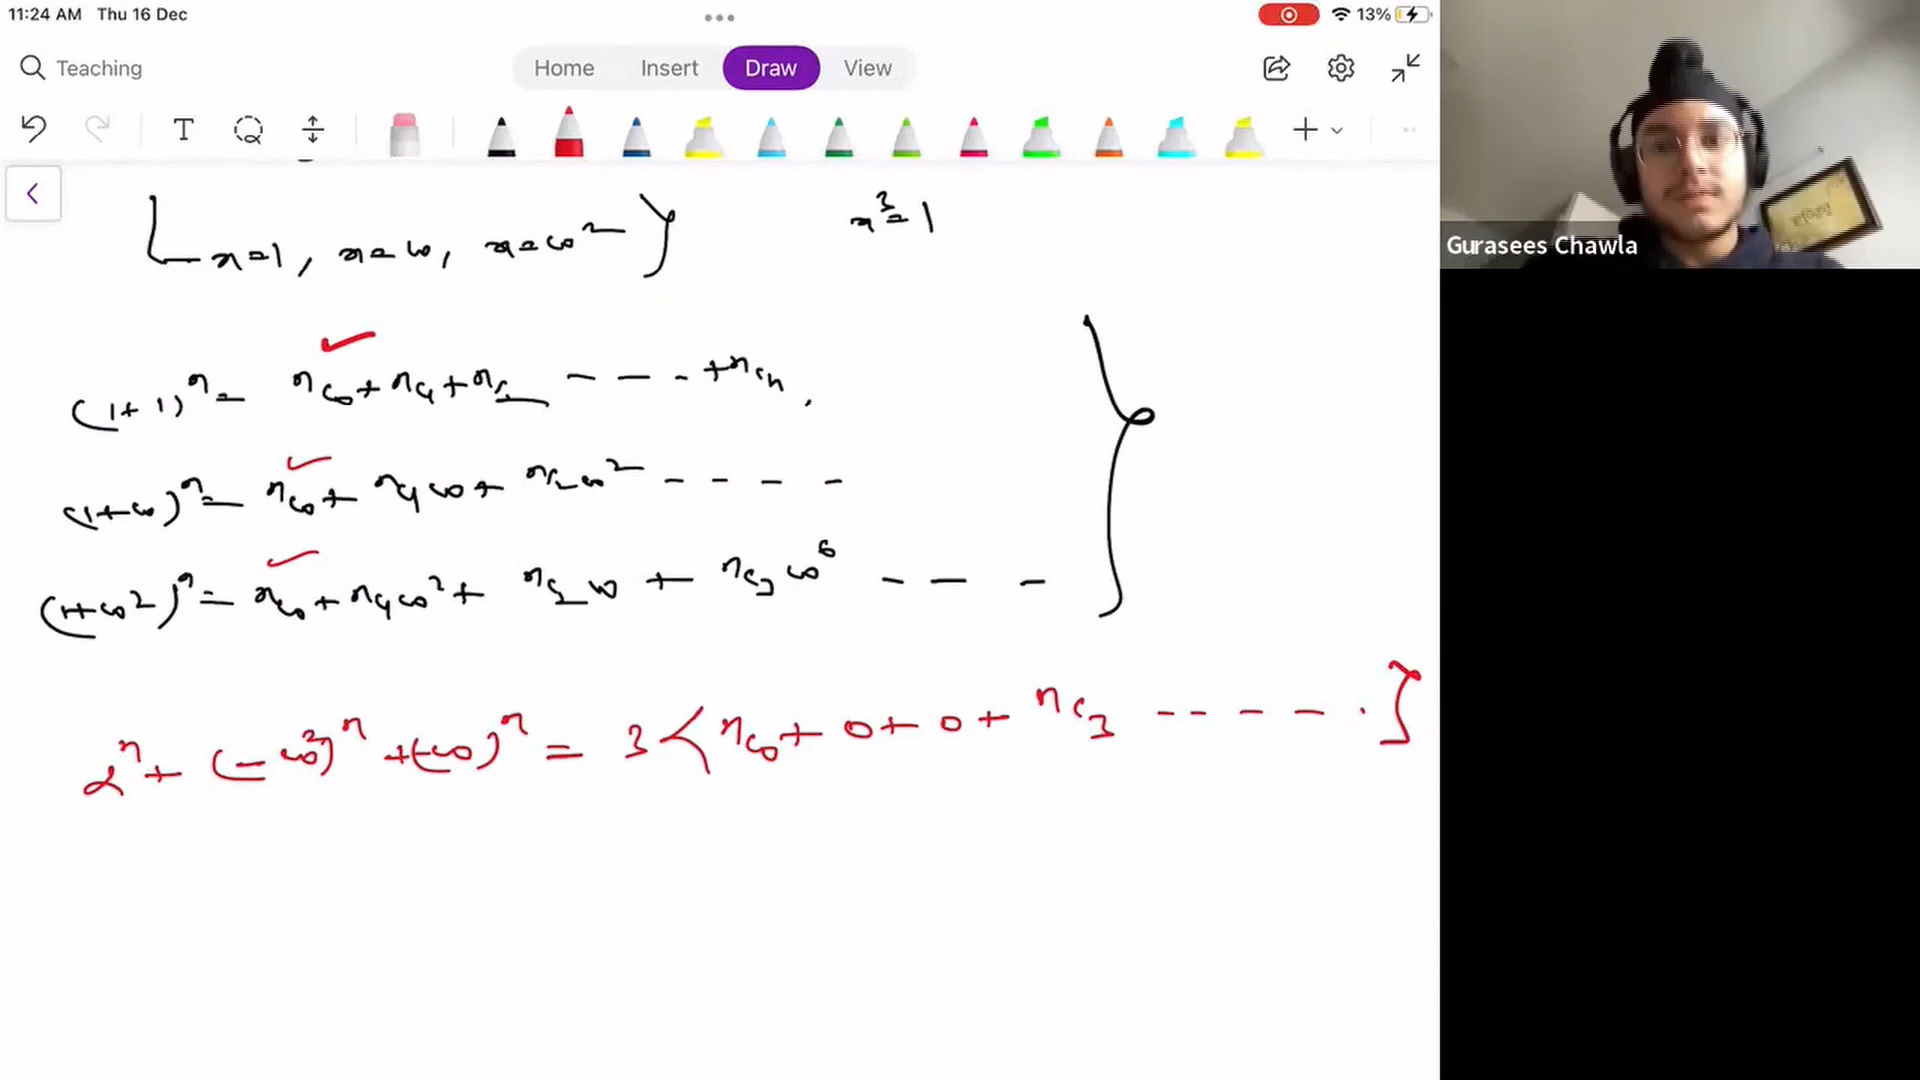 11:24 AM Thu 16 Dec
13%
Teaching
Home Insert Draw View
T
Gurasees Chawla
x=1, x=ω, x=ω² } x³=1
(1+1)ⁿ = ⁿC₀ + ⁿC₁ + ⁿC₂ - - - - + ⁿCₙ.
(1+ω)ⁿ = ⁿC₀ + ⁿC₁ω + ⁿC₂ω² - - - -
(1+ω²)ⁿ = ⁿC₀ + ⁿC₁ω² + ⁿC₂ω + ⁿC₃ω⁶ - - -
2ⁿ + (-ω²)ⁿ + (-ω)ⁿ = 3 [ ⁿC₀ + 0 + 0 + ⁿC₃ - - - - - . ]